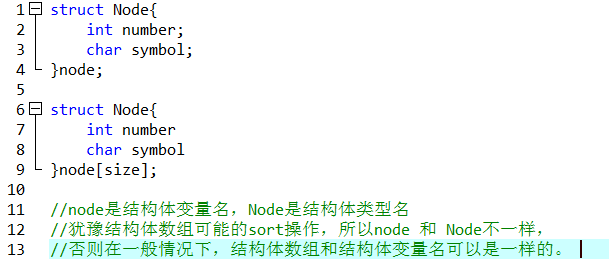 1 struct Node{
2 int number;
3 char symbol;
4 }node;
5
6 struct Node{
7 int number
8 char symbol
9 }node[size];
10
11 //node是结构体变量名，Node是结构体类型名
12 //犹豫结构体数组可能的sort操作，所以node 和 Node不一样，
13 //否则在一般情况下，结构体数组和结构体变量名可以是一样的。